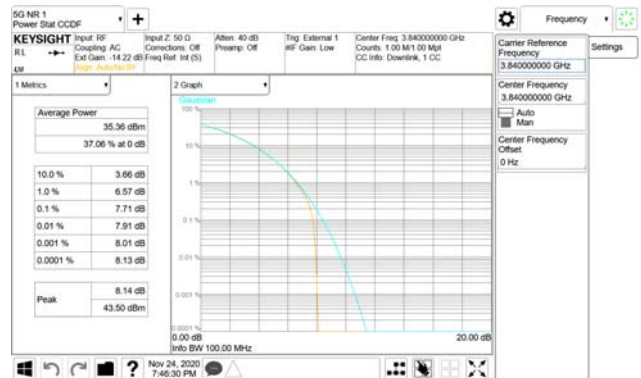 5G NR 1
Power Stat CCDF
Frequency
KEYSIGHT
RL
Input: RF
Coupling: AC
Ext Gain: -14.22 dB
Align: Auto/No RF
Input Z: 50 Ω
Corrections: Off
Freq Ref: Int (S)
Atten: 40 dB
Preamp: Off
Trig: External 1
#IF Gain: Low
Center Freq: 3.840000000 GHz
Counts: 1.00 M/1.00 Mpt
CC Info: Downlink, 1 CC
Carrier Reference
Frequency
3.840000000 GHz
Settings
Center Frequency
3.840000000 GHz
Auto
Man
Center Frequency
Offset
0 Hz
1 Metrics
2 Graph
Average Power
35.36 dBm
37.06 % at 0 dB
10.0 % 3.66 dB
1.0 % 6.57 dB
0.1 % 7.71 dB
0.01 % 7.91 dB
0.001 % 8.01 dB
0.0001 % 8.13 dB
Peak
8.14 dB
43.50 dBm
Gaussian
100 %
10 %
1 %
0.1 %
0.01 %
0.001 %
0.0001 %
0.00 dB
20.00 dB
Info BW 100.00 MHz
Nov 24, 2020
7:46:30 PM